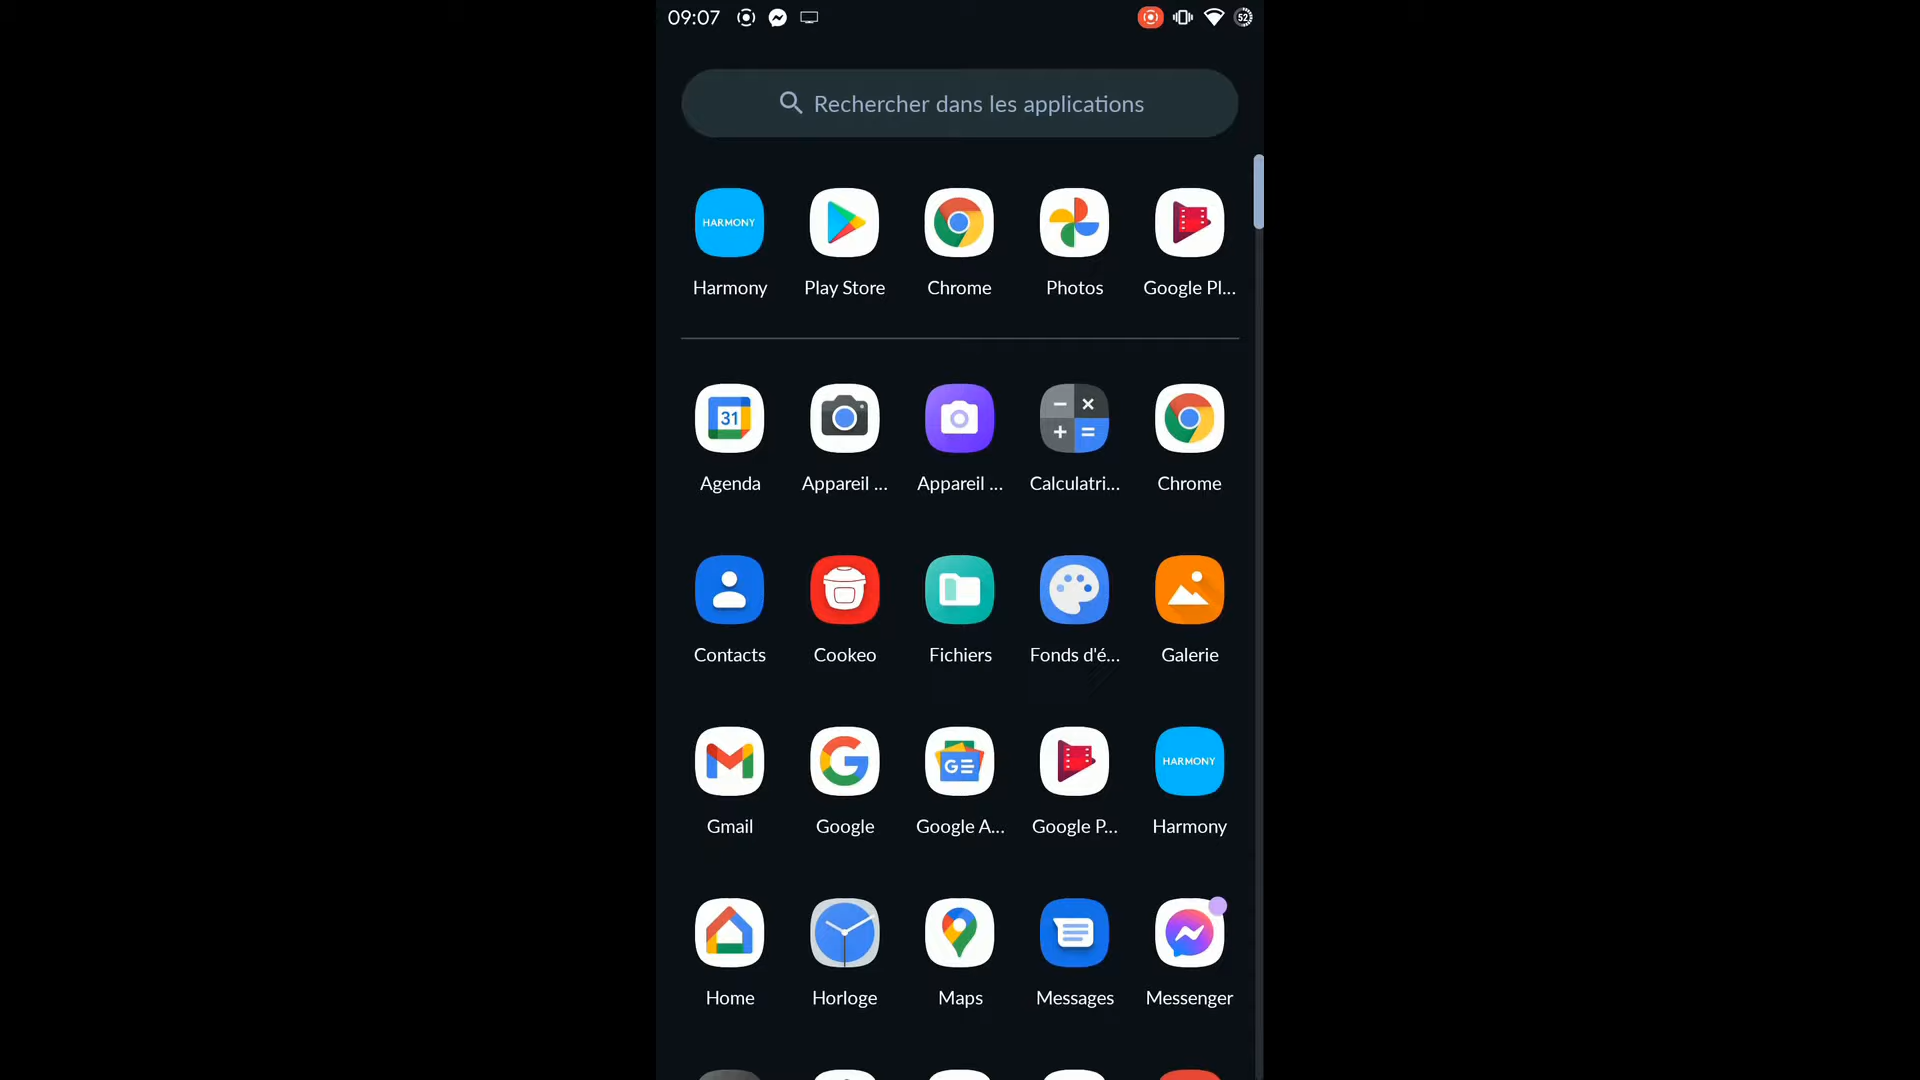 09:07
52
Rechercher dans les applications
HARMONY
Harmony Play Store Chrome Photos Google Pl...
31
Agenda Appareil ... Appareil ... Calculatri... Chrome
Contacts Cookeo Fichiers Fonds d'é... Galerie
HARMONY
Gmail Google Google A... Google P... Harmony
Home Horloge Maps Messages Messenger